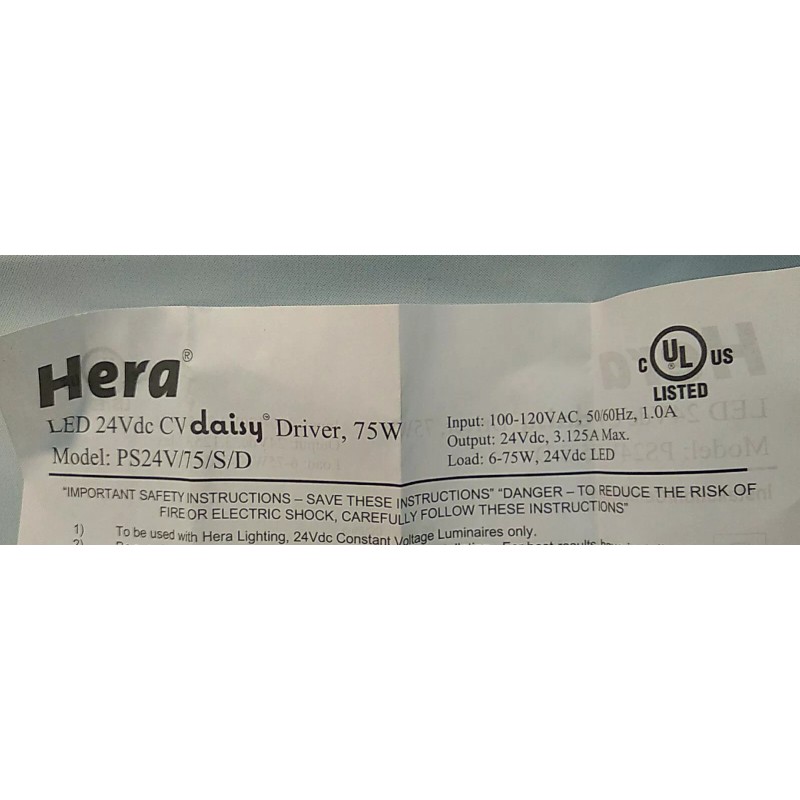 Hera®
LED 24Vdc CV daisy® Driver, 75W
Model: PS24V/75/S/D
C UL® US
LISTED
Input: 100-120VAC, 50/60Hz, 1.0A
Output: 24Vdc, 3.125A Max.
Load: 6-75W, 24Vdc LED
"IMPORTANT SAFETY INSTRUCTIONS – SAVE THESE INSTRUCTIONS" "DANGER – TO REDUCE THE RISK OF
FIRE OR ELECTRIC SHOCK, CAREFULLY FOLLOW THESE INSTRUCTIONS"
1) To be used with Hera Lighting, 24Vdc Constant Voltage Luminaires only.
2)